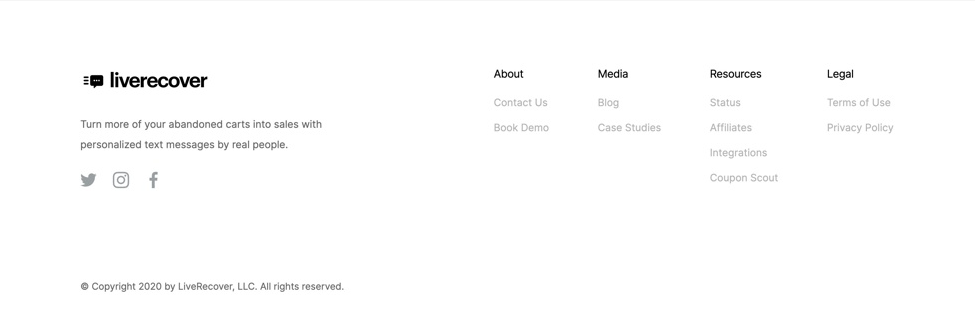 liverecover
Turn more of your abandoned carts into sales with
personalized text messages by real people.
About
Contact Us
Book Demo
Media
Blog
Case Studies
Resources
Status
Affiliates
Integrations
Coupon Scout
Legal
Terms of Use
Privacy Policy
© Copyright 2020 by LiveRecover, LLC. All rights reserved.